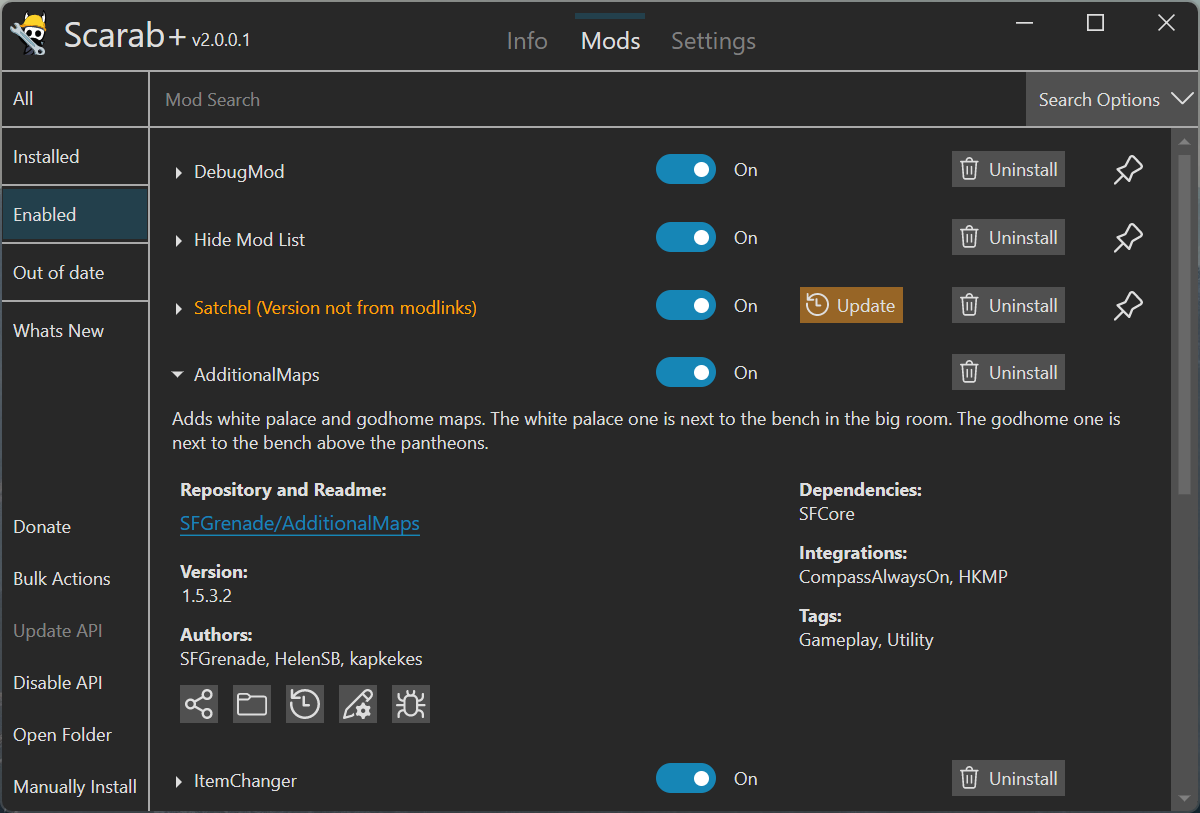 Scarab+ v2.0.0.1
Info Mods Settings
All
Mod Search
Search Options
Installed
Enabled
Out of date
Whats New
DebugMod On Uninstall
Hide Mod List On Uninstall
Satchel (Version not from modlinks) On Update Uninstall
AdditionalMaps On Uninstall
Adds white palace and godhome maps. The white palace one is next to the bench in the big room. The godhome one is
next to the bench above the pantheons.
Repository and Readme:
SFGrenade/AdditionalMaps
Version:
1.5.3.2
Authors:
SFGrenade, HelenSB, kapkekes
Dependencies:
SFCore
Integrations:
CompassAlwaysOn, HKMP
Tags:
Gameplay, Utility
ItemChanger On Uninstall
Donate
Bulk Actions
Update API
Disable API
Open Folder
Manually Install